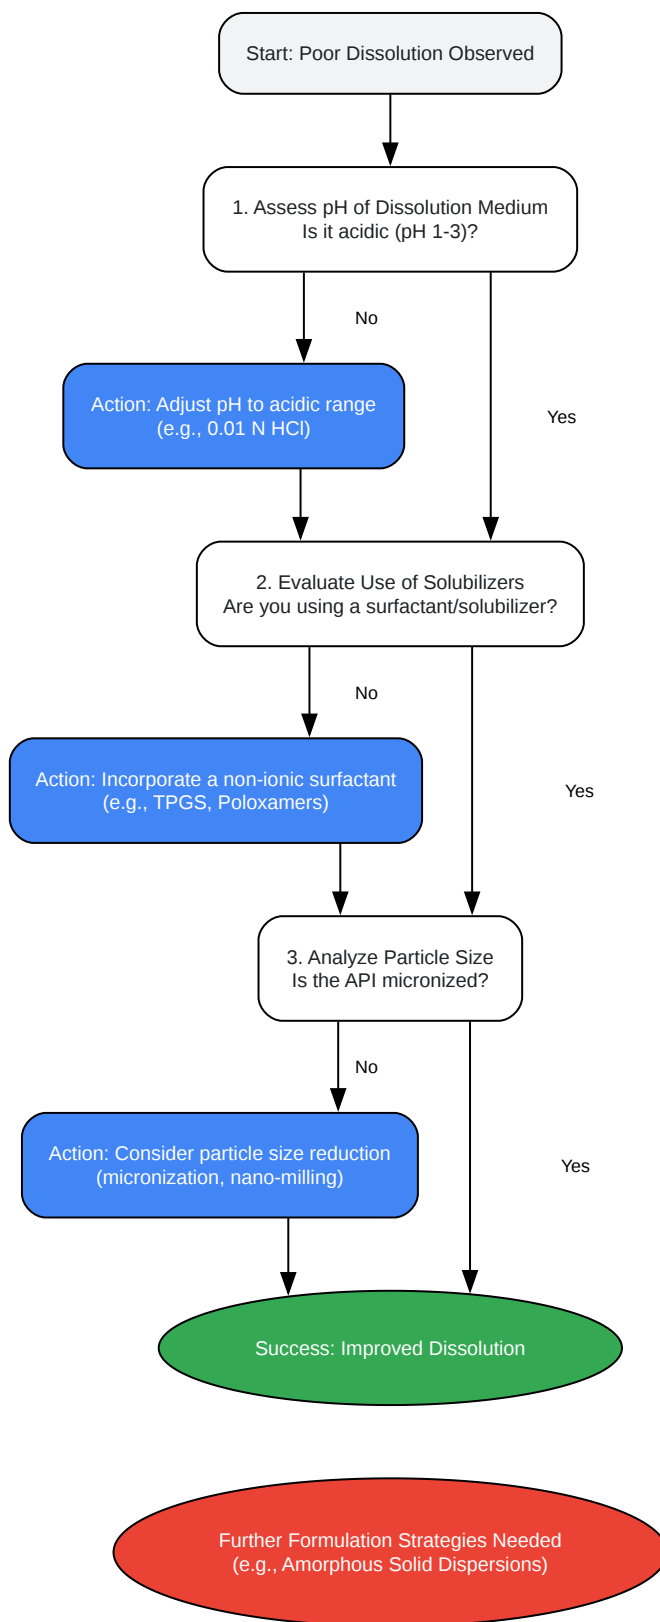 Start: Poor Dissolution Observed
1. Assess pH of Dissolution Medium
Is it acidic (pH 1-3)?
No
Action: Adjust pH to acidic range
(e.g., 0.01 N HCl)
Yes
2. Evaluate Use of Solubilizers
Are you using a surfactant/solubilizer?
No
Action: Incorporate a non-ionic surfactant
(e.g., TPGS, Poloxamers)
Yes
3. Analyze Particle Size
Is the API micronized?
No
Action: Consider particle size reduction
(micronization, nano-milling)
Yes
Success: Improved Dissolution
Further Formulation Strategies Needed
(e.g., Amorphous Solid Dispersions)